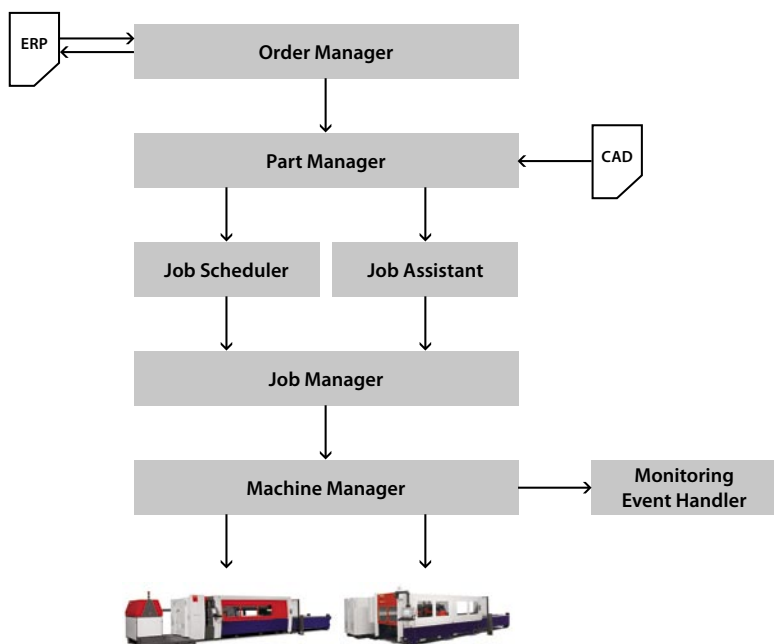 ERP
Order Manager
Part Manager
CAD
Job Scheduler
Job Assistant
Job Manager
Machine Manager
Monitoring
Event Handler